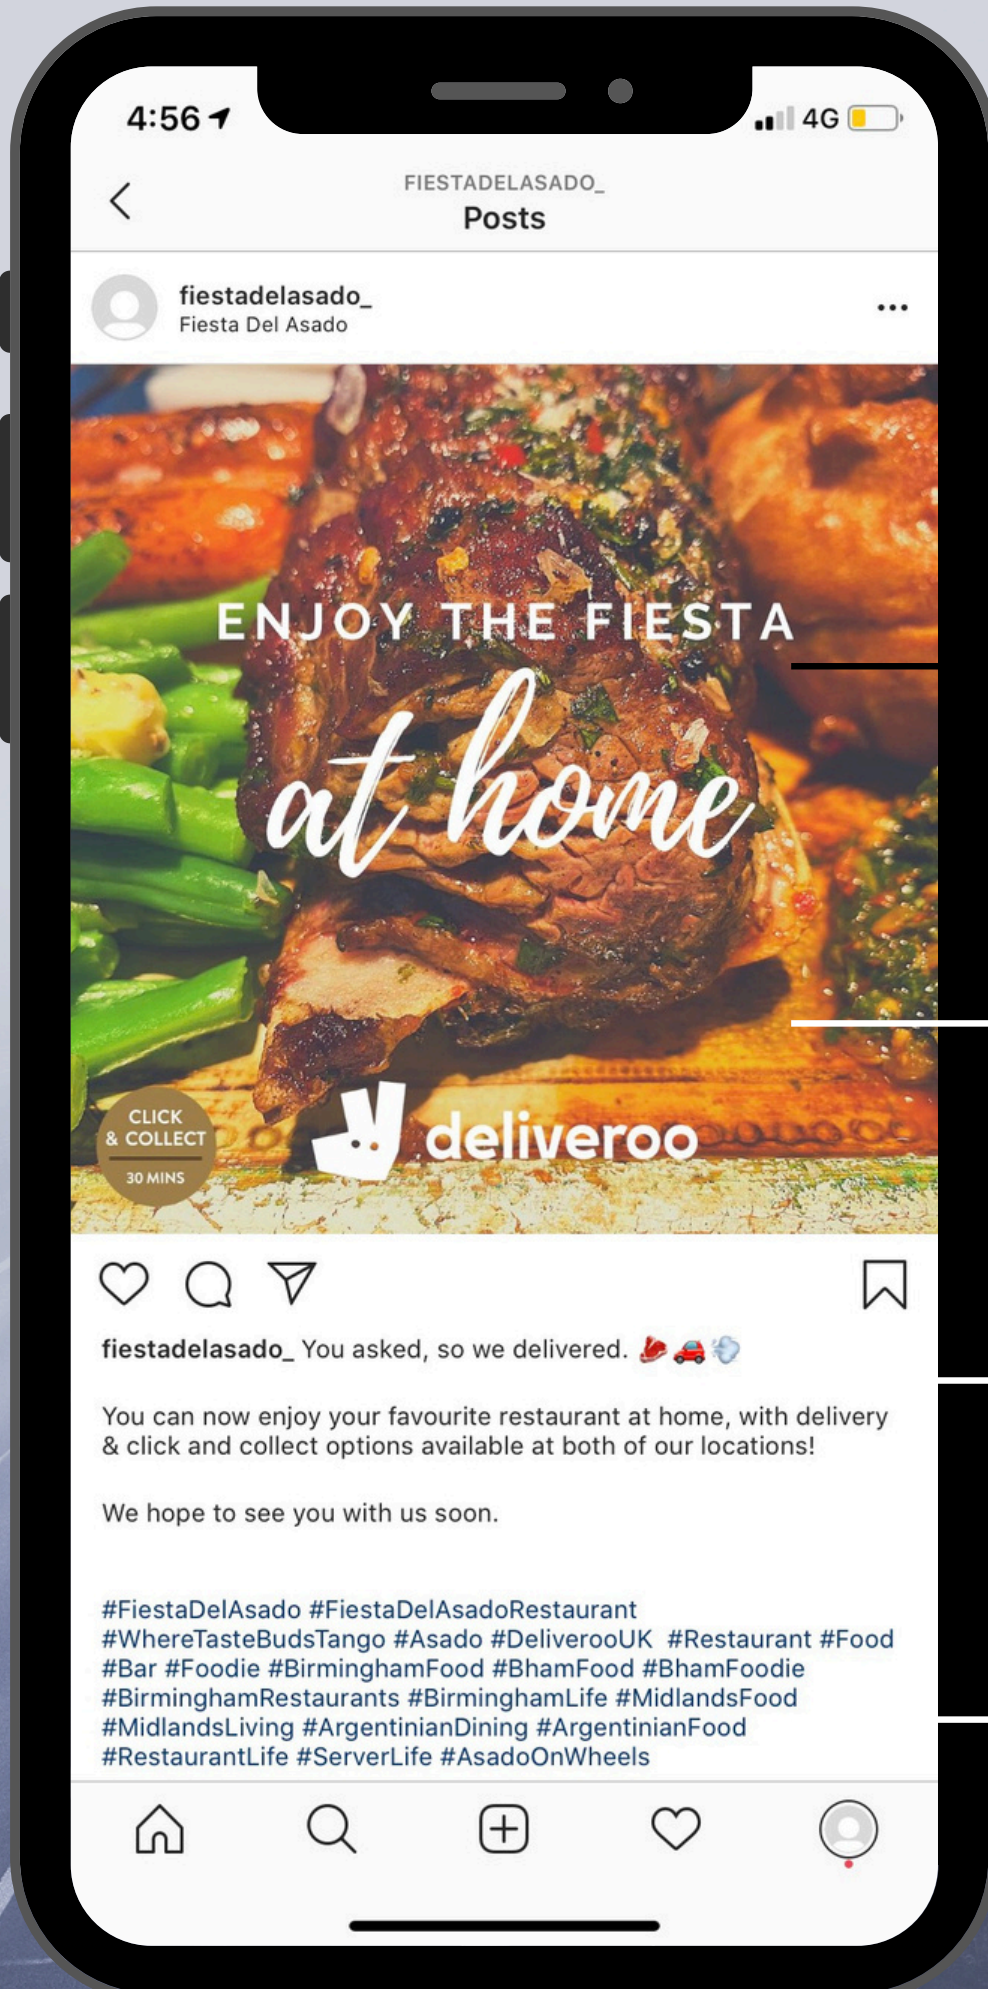 4:56
4G
FIESTADELASADO_
Posts
fiestadelasado_
Fiesta Del Asado
ENJOY THE FIESTA
at home
CLICK
& COLLECT
30 MINS
deliveroo
fiestadelasado_ You asked, so we delivered. 🥩🚗💨
You can now enjoy your favourite restaurant at home, with delivery
& click and collect options available at both of our locations!
We hope to see you with us soon.
#FiestaDelAsado #FiestaDelAsadoRestaurant
#WhereTasteBudsTango #Asado #DeliverooUK #Restaurant #Food
#Bar #Foodie #BirminghamFood #BhamFood #BhamFoodie
#BirminghamRestaurants #BirminghamLife #MidlandsFood
#MidlandsLiving #ArgentinianDining #ArgentinianFood
#RestaurantLife #ServerLife #AsadoOnWheels